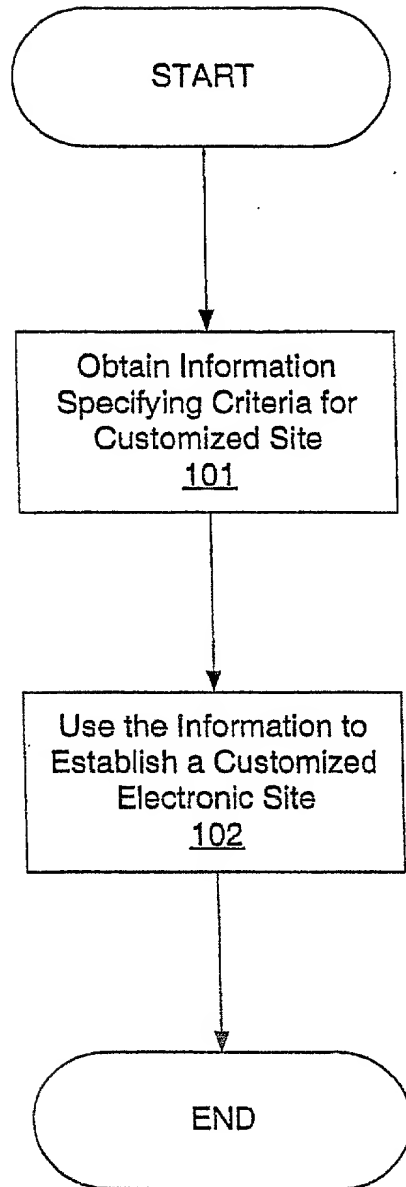 START
Obtain Information
Specifying Criteria for
Customized Site
101
Use the Information to
Establish a Customized
Electronic Site
102
END